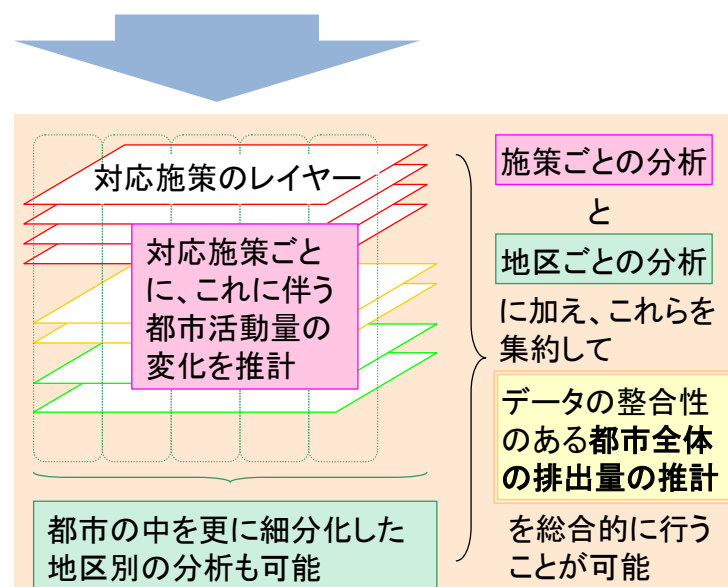 対応施策のレイヤー
対応施策ごと
に、これに伴う
都市活動量の
変化を推計
都市の中を更に細分化した
地区別の分析も可能
施策ごとの分析
と
地区ごとの分析
に加え、これらを
集約して
データの整合性
のある都市全体
の排出量の推計
を総合的に行う
ことが可能